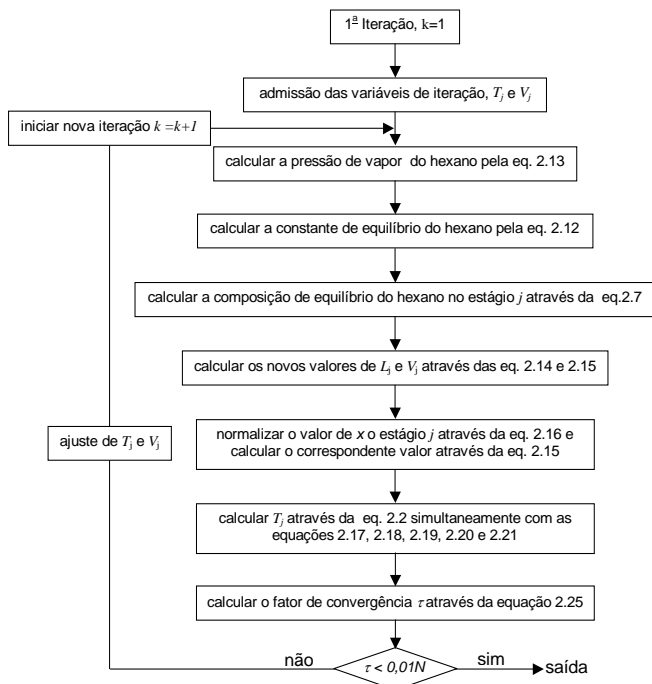 1ª Iteração, k=1
admissão das variáveis de iteração, Tj e Vj
iniciar nova iteração k =k+1
calcular a pressão de vapor do hexano pela eq. 2.13
calcular a constante de equilíbrio do hexano pela eq. 2.12
calcular a composição de equilíbrio do hexano no estágio j através da eq.2.7
calcular os novos valores de Lj e Vj através das eq. 2.14 e 2.15
ajuste de Tj e Vj
normalizar o valor de x o estágio j através da eq. 2.16 e
calcular o correspondente valor através da eq. 2.15
calcular Tj através da eq. 2.2 simultaneamente com as
equações 2.17, 2.18, 2.19, 2.20 e 2.21
calcular o fator de convergência τ através da equação 2.25
não
τ < 0,01N
sim
saída